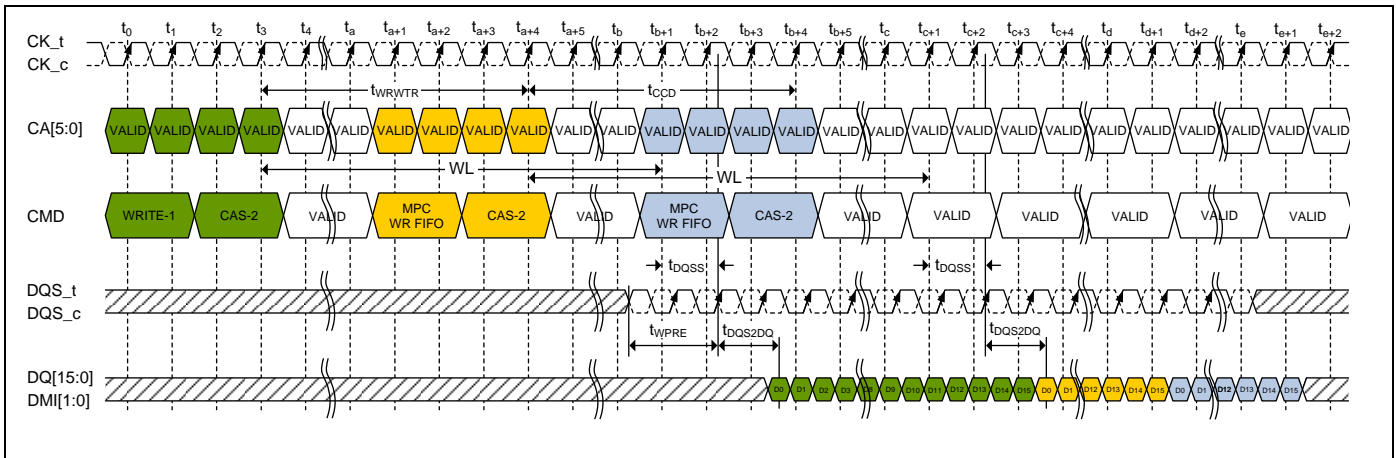 t0 t1 t2 t3 t4 ta ta+1 ta+2 ta+3 ta+4 ta+5 tb tb+1 tb+2 tb+3 tb+4 tb+5 tc tc+1 tc+2 tc+3 tc+4 td td+1 td+2 te te+1 te+2
CK_t
CK_c
tWRWTR tCCD
CA[5:0] VALID VALID VALID VALID VALID VALID VALID VALID VALID VALID VALID VALID VALID VALID VALID VALID VALID VALID VALID VALID VALID VALID VALID VALID VALID VALID VALID VALID
WL WL
CMD WRITE-1 CAS-2 VALID MPC WR FIFO CAS-2 VALID MPC WR FIFO CAS-2 VALID VALID VALID VALID VALID VALID
tDQSS tDQSS
DQS_t
DQS_c
tWPRE tDQS2DQ tDQS2DQ
DQ[15:0]
DMI[1:0]
D0 D1 D2 D3 D8 D9 D10 D11 D12 D13 D14 D15 D0 D1 D12 D13 D14 D15 D0 D1 D12 D13 D14 D15